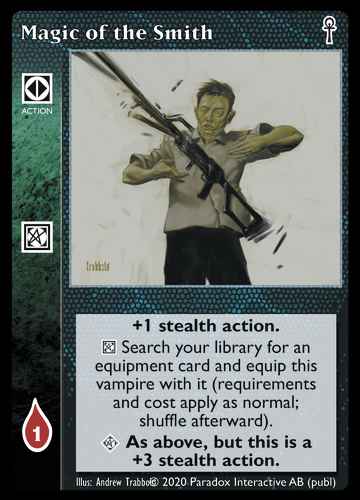 Magic of the Smith
ACTION
Trabbold
+1 stealth action.
Search your library for an
equipment card and equip this
vampire with it (requirements
and cost apply as normal;
shuffle afterward).
As above, but this is a
+3 stealth action.
1
Illus: Andrew Trabbold © 2020 Paradox Interactive AB (publ)